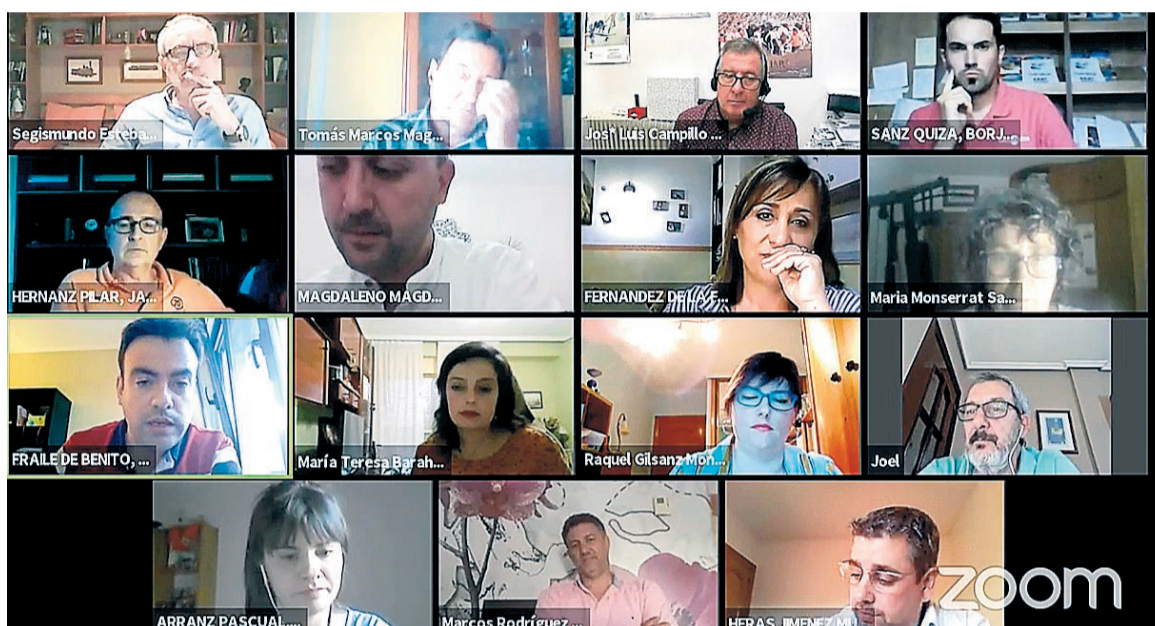 Segismundo Esteba...
Tomás Marcos Mag...
Jos* Luis Campillo ...
SANZ QUIZA, BORJ...
HERNANZ PILAR, JA...
MAGDALENO MAGD...
FERNANDEZ DE LA F...
Maria Monserrat Sa...
FRAILE DE BENITO, ...
María Teresa Barah...
Raquel Gilsanz Mon...
Joel
ARRANZ PASCUAL, ...
Marcos Rodríguez ...
HERAS JIMENEZ MU
zoom